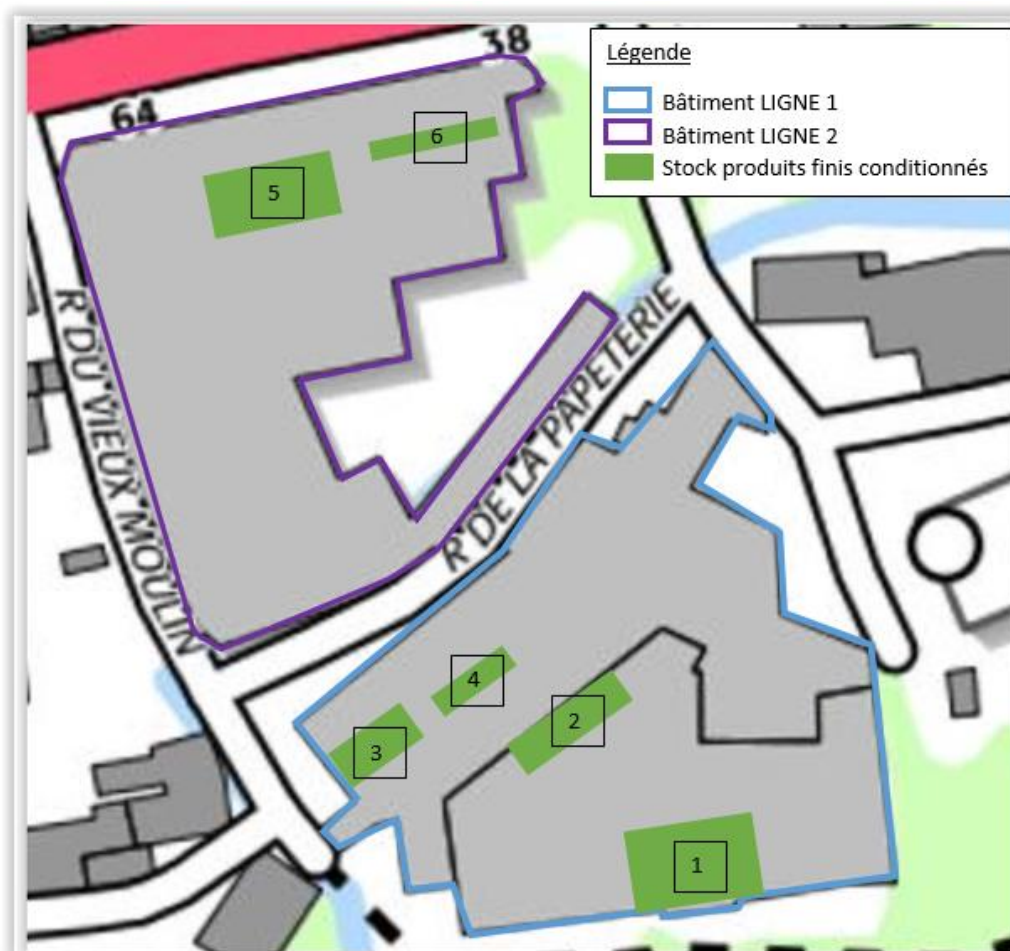 38
64
Légende
Bâtiment LIGNE 1
Bâtiment LIGNE 2
Stock produits finis conditionnés
6
5
R DU VIEUX MOULIN
R DE LA PAPETERIE
4
2
3
1